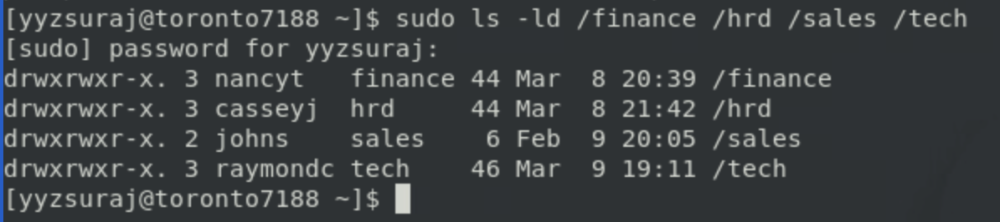 [yyzsuraj@toronto7188 ~]$ sudo ls -ld /finance /hrd /sales /tech
[sudo] password for yyzsuraj:
drwxrwxr-x. 3 nancyt   finance 44 Mar  8 20:39 /finance
drwxrwxr-x. 3 casseyj  hrd     44 Mar  8 21:42 /hrd
drwxrwxr-x. 2 johns    sales    6 Feb  9 20:05 /sales
drwxrwxr-x. 3 raymondc tech    46 Mar  9 19:11 /tech
[yyzsuraj@toronto7188 ~]$